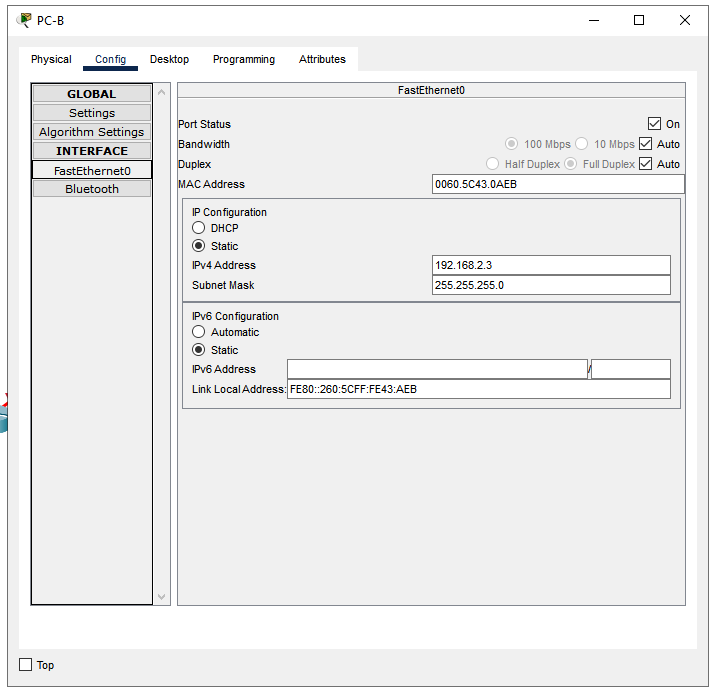 PC-B
Physical Config Desktop Programming Attributes
GLOBAL
Settings
Algorithm Settings
INTERFACE
FastEthernet0
Bluetooth
FastEthernet0
Port Status On
Bandwidth 100 Mbps 10 Mbps Auto
Duplex Half Duplex Full Duplex Auto
MAC Address 0060.5C43.0AEB
IP Configuration
DHCP
Static
IPv4 Address 192.168.2.3
Subnet Mask 255.255.255.0
IPv6 Configuration
Automatic
Static
IPv6 Address /
Link Local Address: FE80::260:5CFF:FE43:AEB
Top